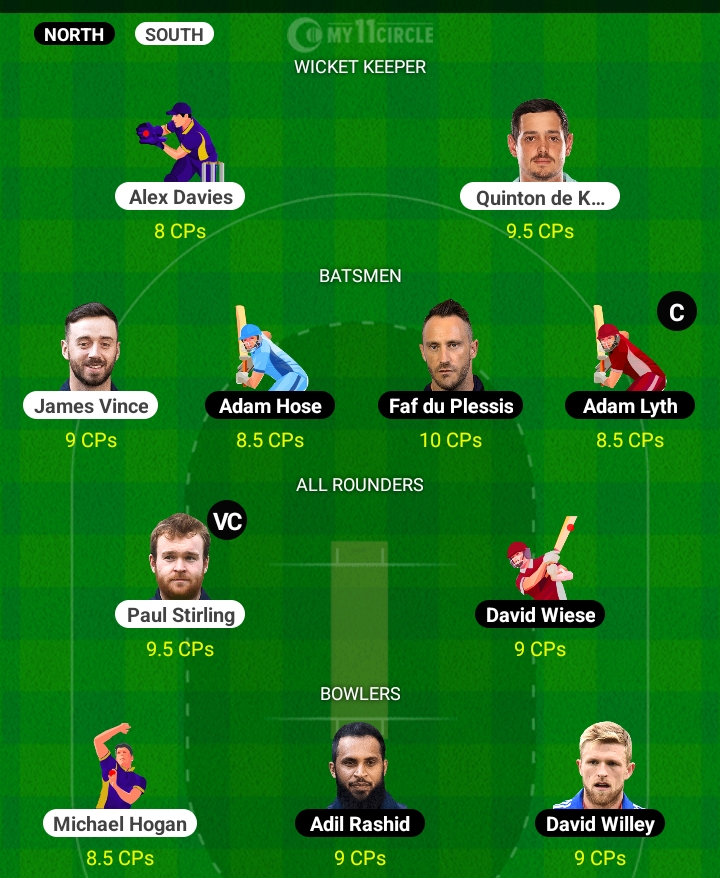 NORTH SOUTH MY11CIRCLE
WICKET KEEPER
Alex Davies Quinton de K...
8 CPs 9.5 CPs
BATSMEN
C
James Vince Adam Hose Faf du Plessis Adam Lyth
9 CPs 8.5 CPs 10 CPs 8.5 CPs
ALL ROUNDERS
VC
Paul Stirling David Wiese
9.5 CPs 9 CPs
BOWLERS
Michael Hogan Adil Rashid David Willey
8.5 CPs 9 CPs 9 CPs